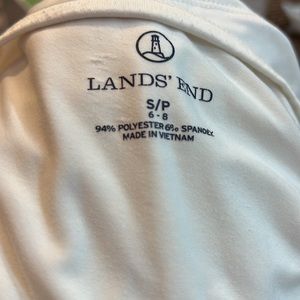 LANDS' END
S/P
6 - 8
94% POLYESTER 6% SPANDEX
MADE IN VIETNAM